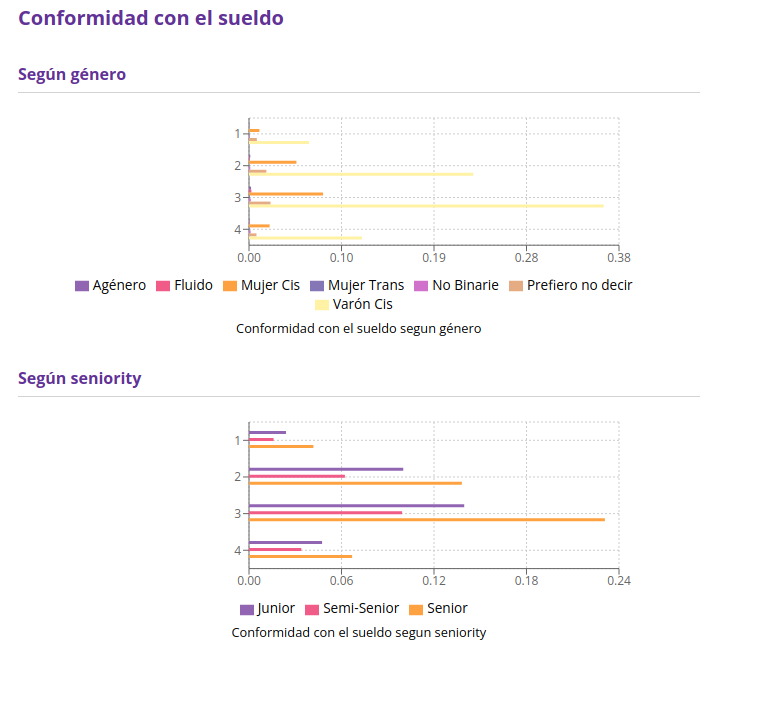 Conformidad con el sueldo
Según género
1
2
3
4
0.00 0.10 0.19 0.28 0.38
Agénero Fluido Mujer Cis Mujer Trans No Binarie Prefiero no decir
Varón Cis
Conformidad con el sueldo segun género
Según seniority
1
2
3
4
0.00 0.06 0.12 0.18 0.24
Junior Semi-Senior Senior
Conformidad con el sueldo segun seniority